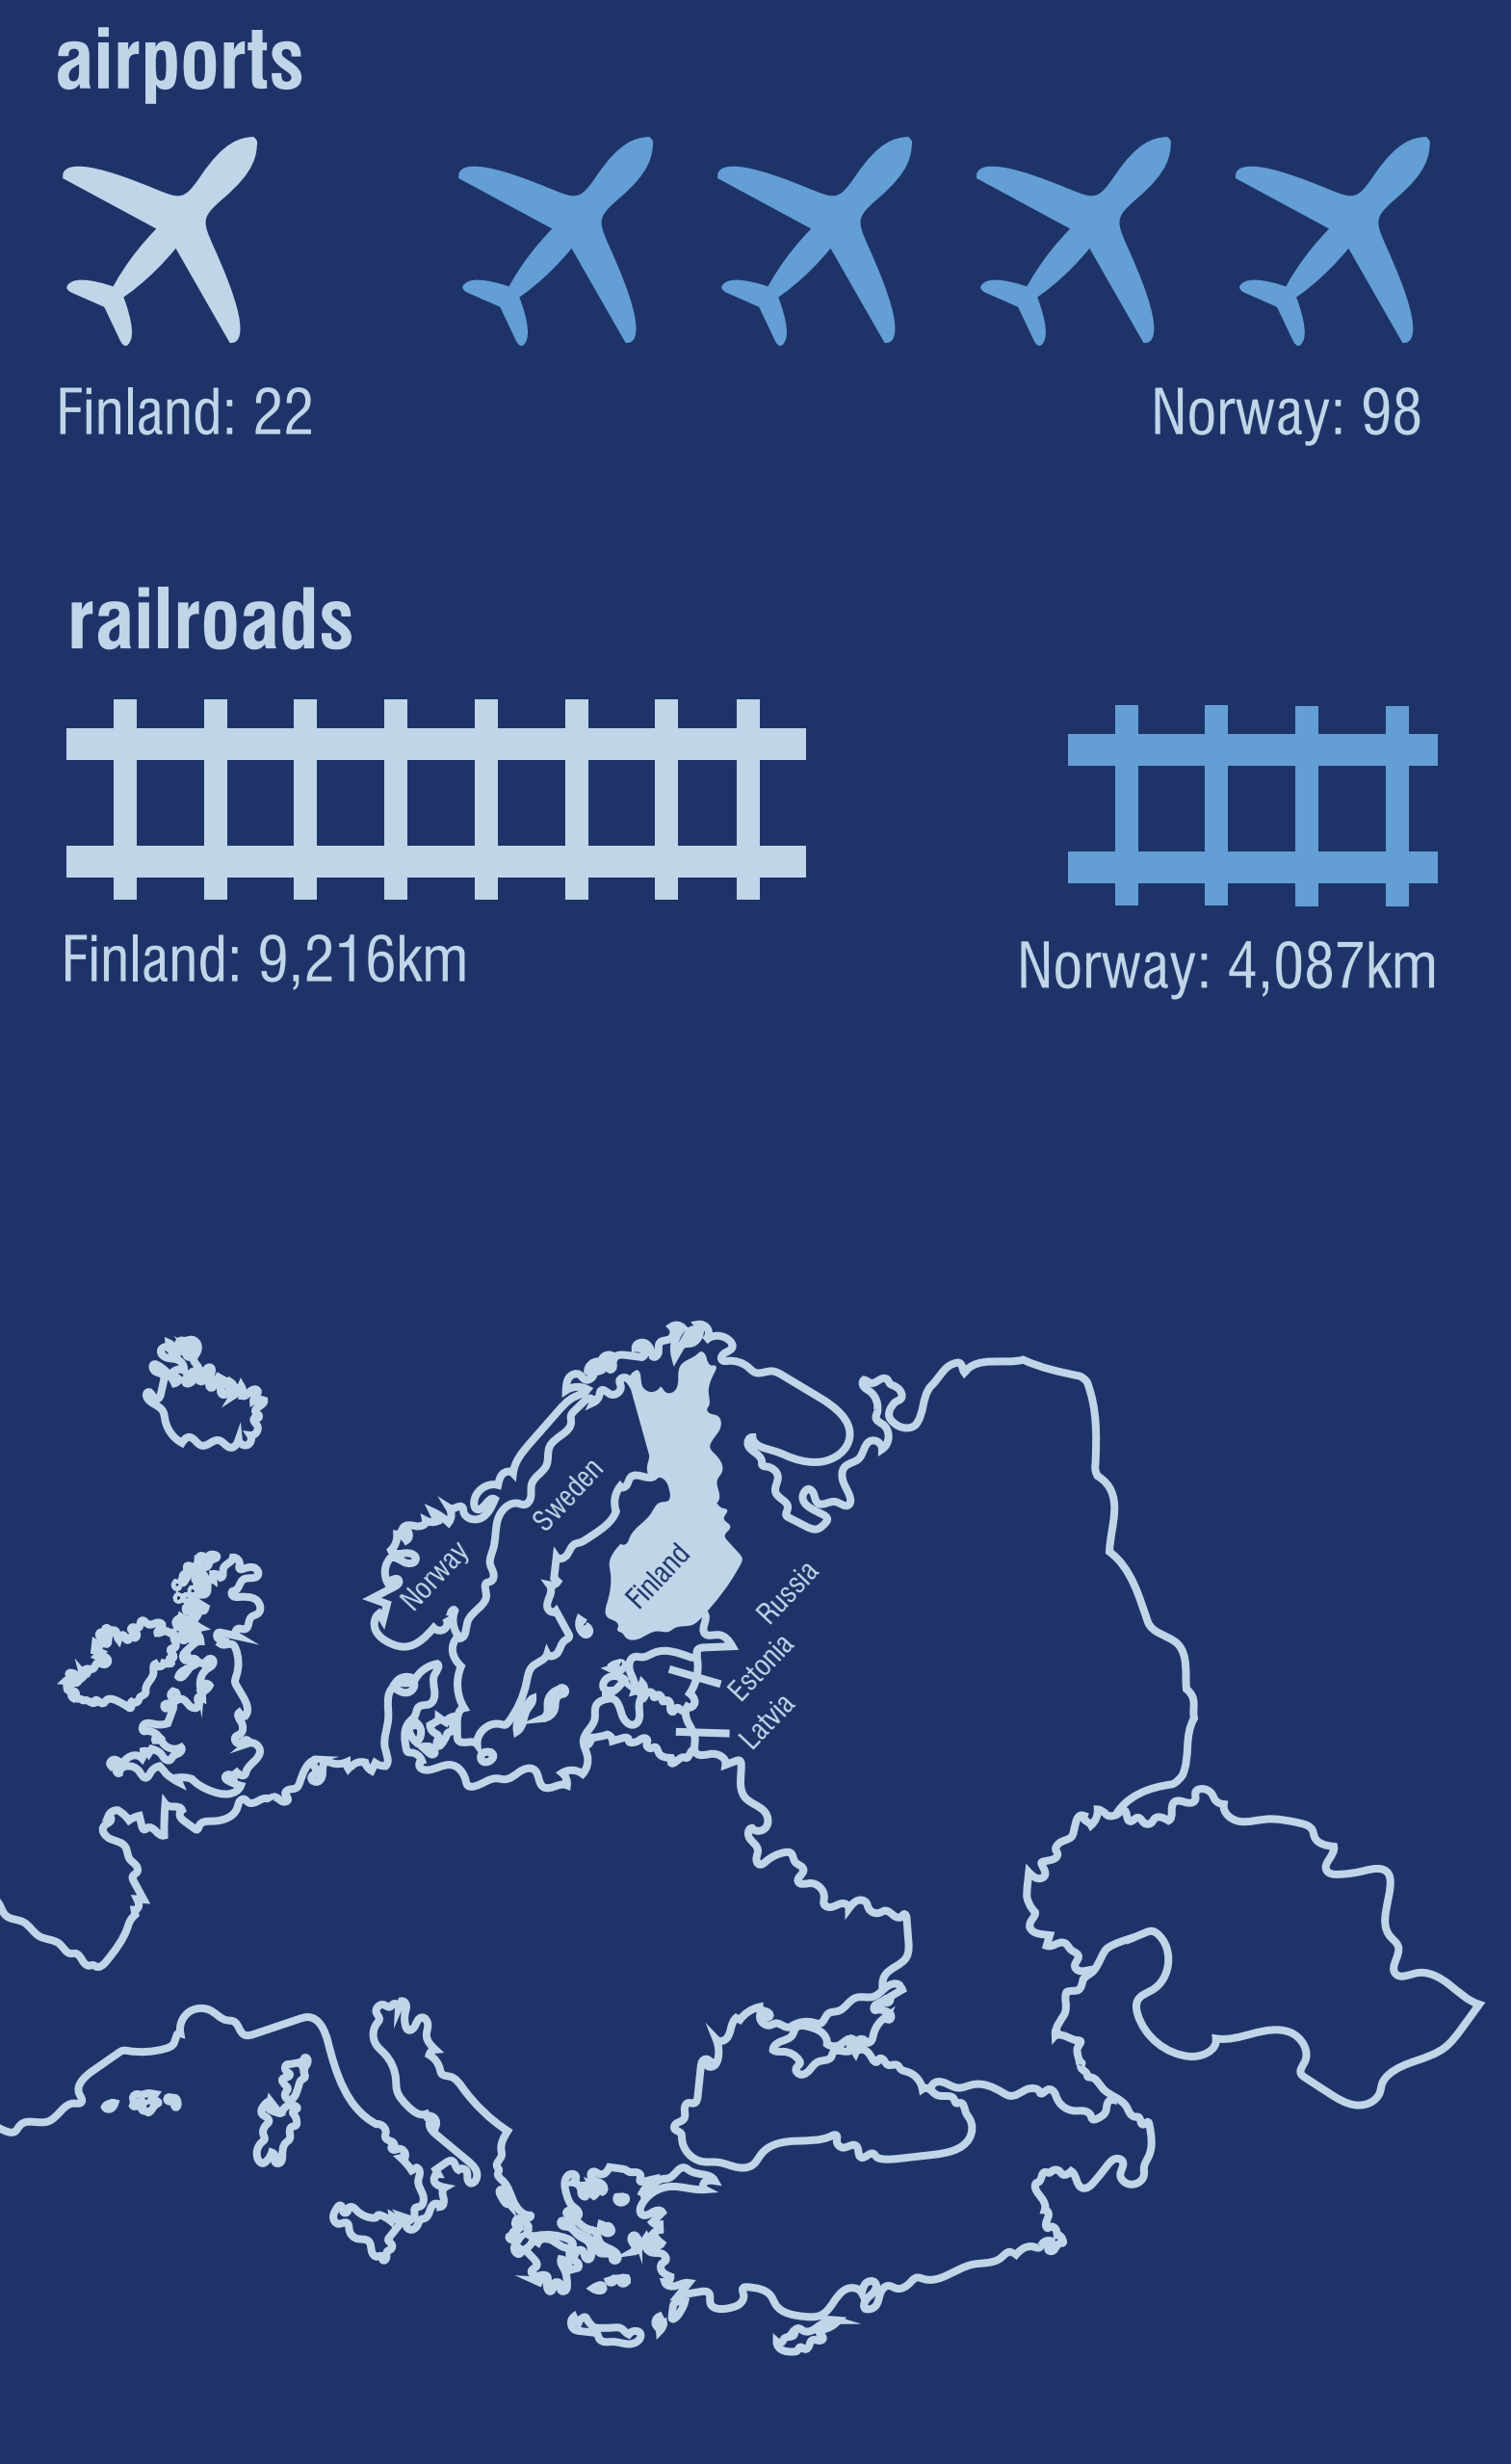 airports
Finland: 22
Norway: 98
railroads
Finland: 9,216km
Norway: 4,087km
Sweden
Norway
Finland
Russia
Estonia
Latvia